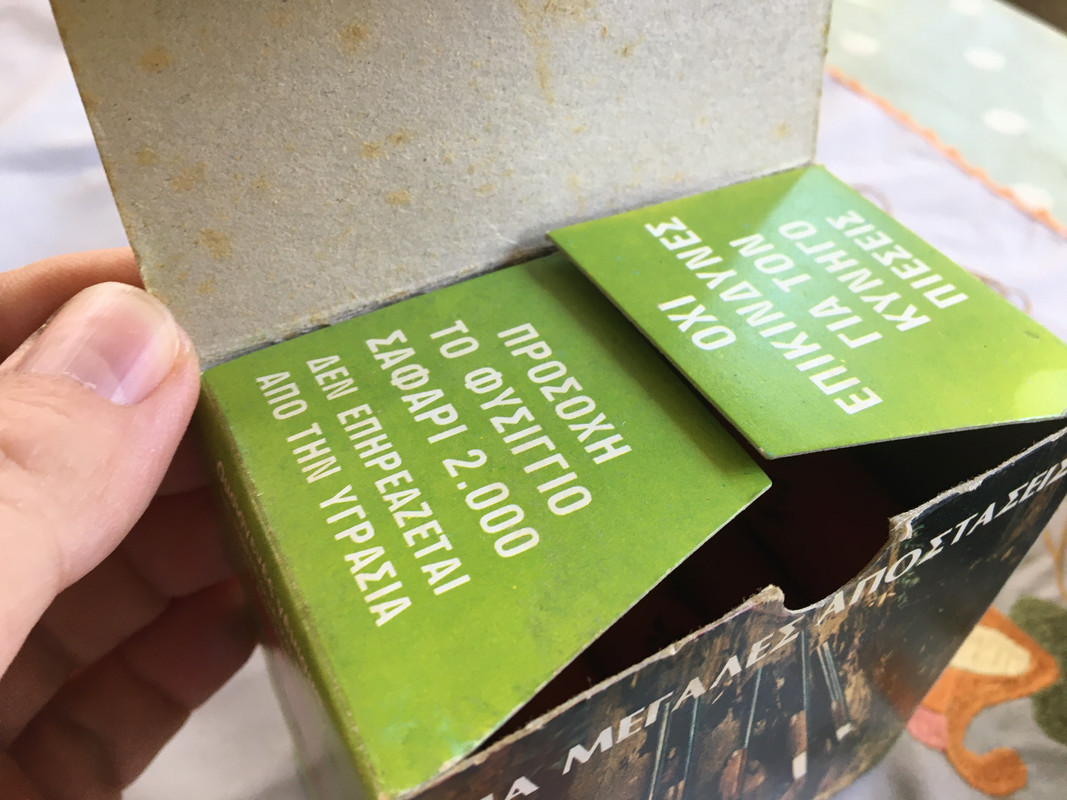 ΠΡΟΣΟΧΗ
ΤΟ ΦΥΣΙΓΓΙΟ
ΣΑΦΑΡΙ 2.000
ΔΕΝ ΕΠΗΡΕΑΖΕΤΑΙ
ΑΠΟ ΤΗΝ ΥΓΡΑΣΙΑ
ΟΧΙ
ΕΠΙΚΙΝΔΥΝΕΣ
ΓΙΑ ΤΟΝ
ΚΥΝΗΓΟ
ΠΙΕΣΕΙΣ
ΜΕΓΑΛΕΣ ΑΠΟΣΤΑΣΕΙΣ